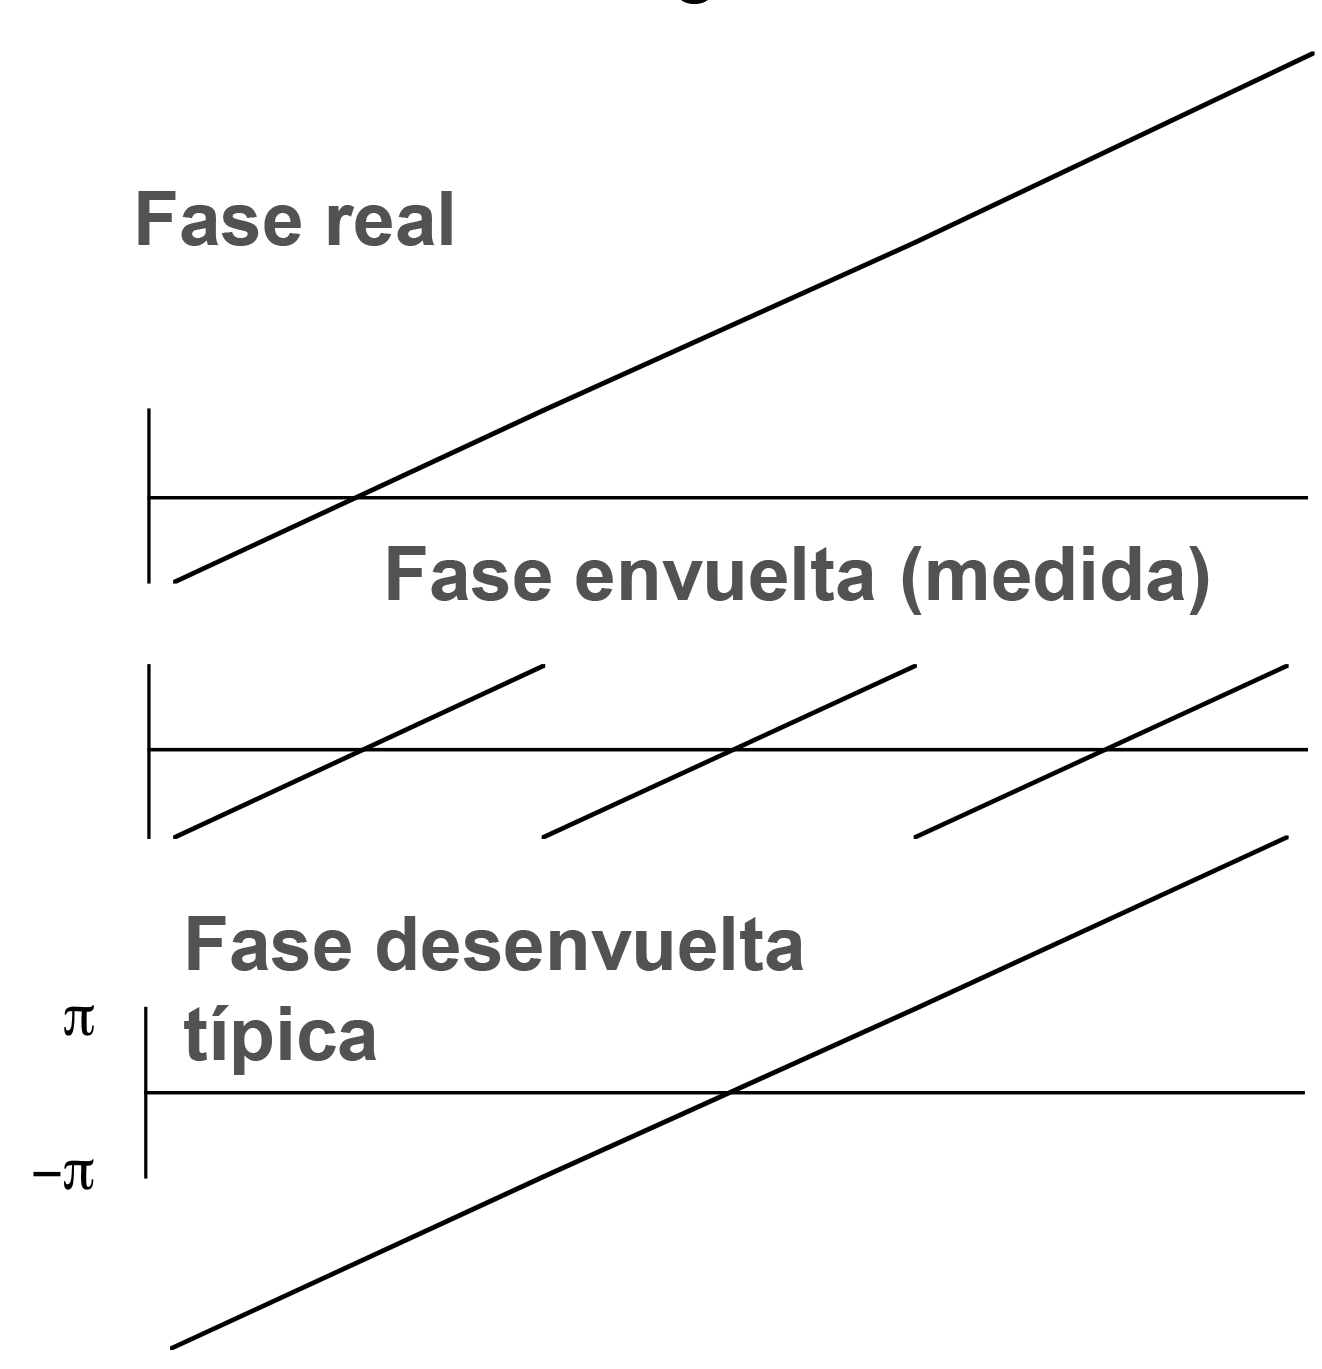 Fase real
Fase envuelta (medida)
Fase desenvuelta
típica
π
−π